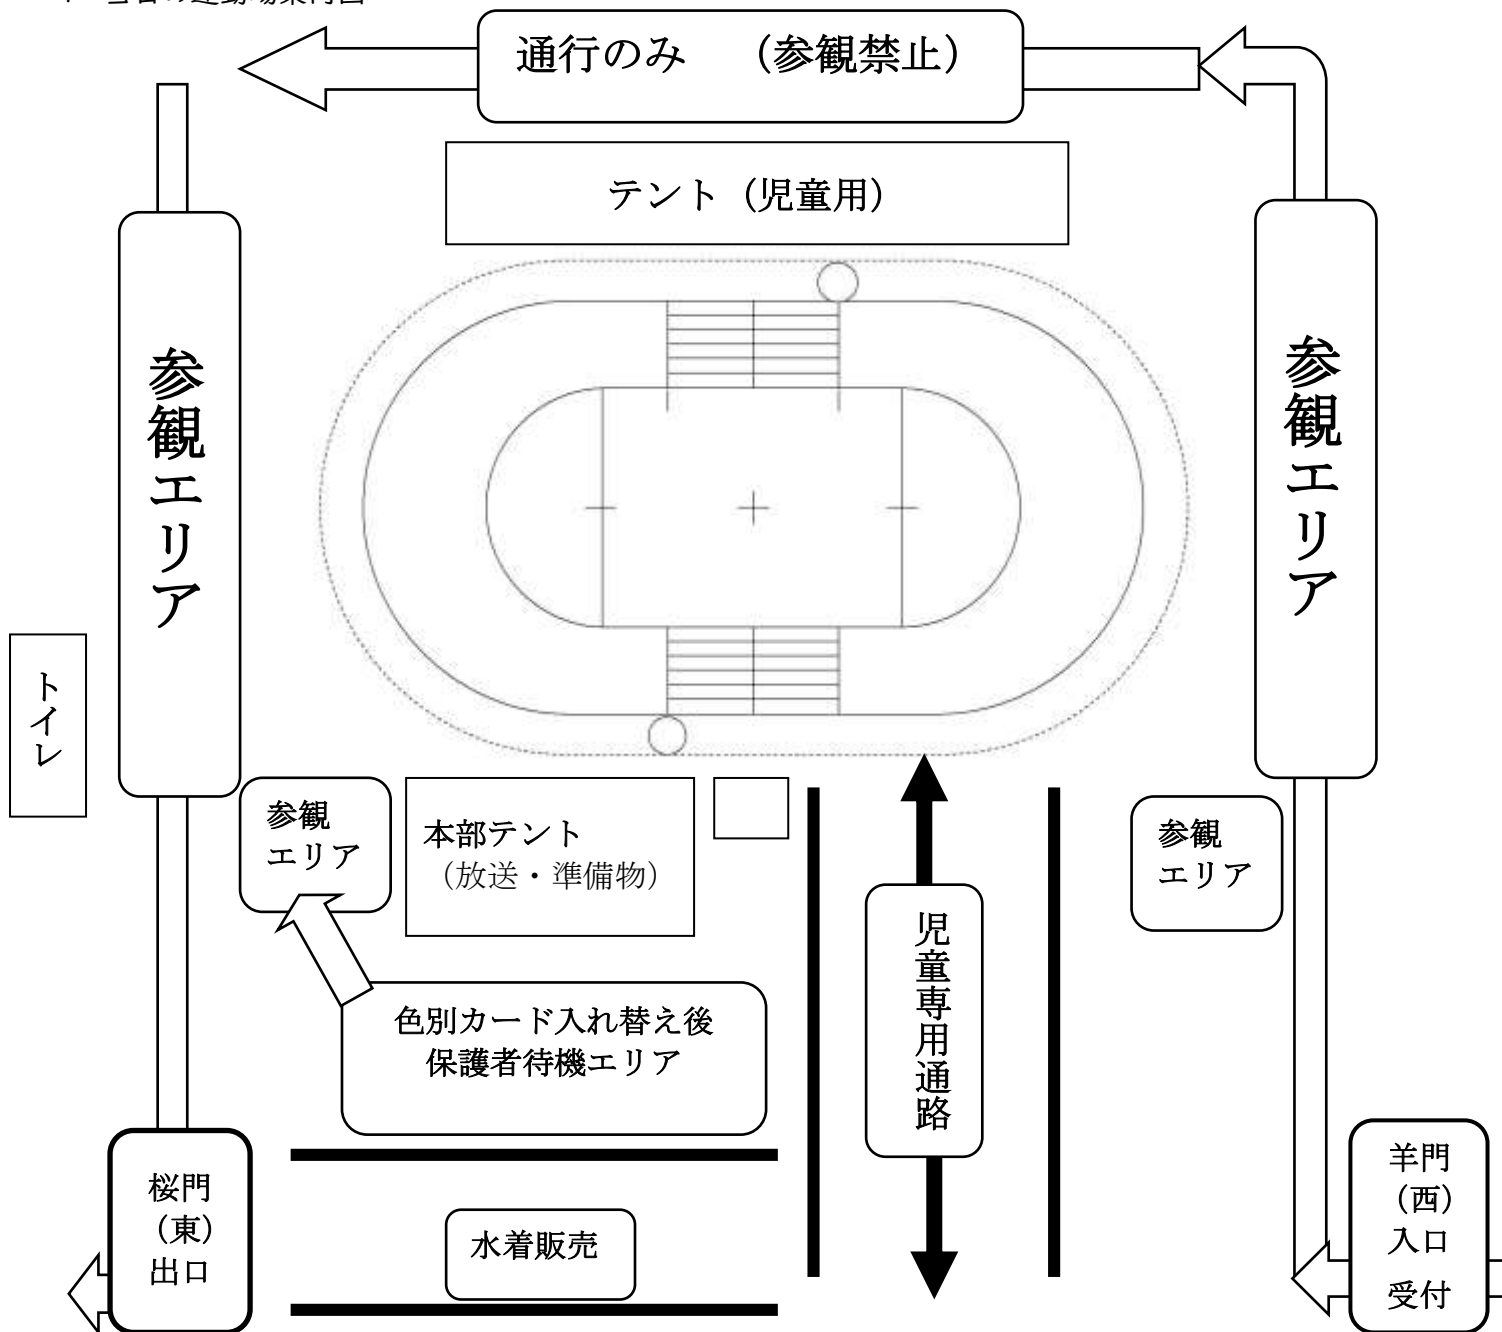 通行のみ　（参観禁止）
テント（児童用）
参観エリア
参観エリア
トイレ
参観
エリア
本部テント
（放送・準備物）
参観
エリア
児童専用通路
色別カード入れ替え後
保護者待機エリア
桜門
（東）
出口
水着販売
羊門
（西）
入口
受付